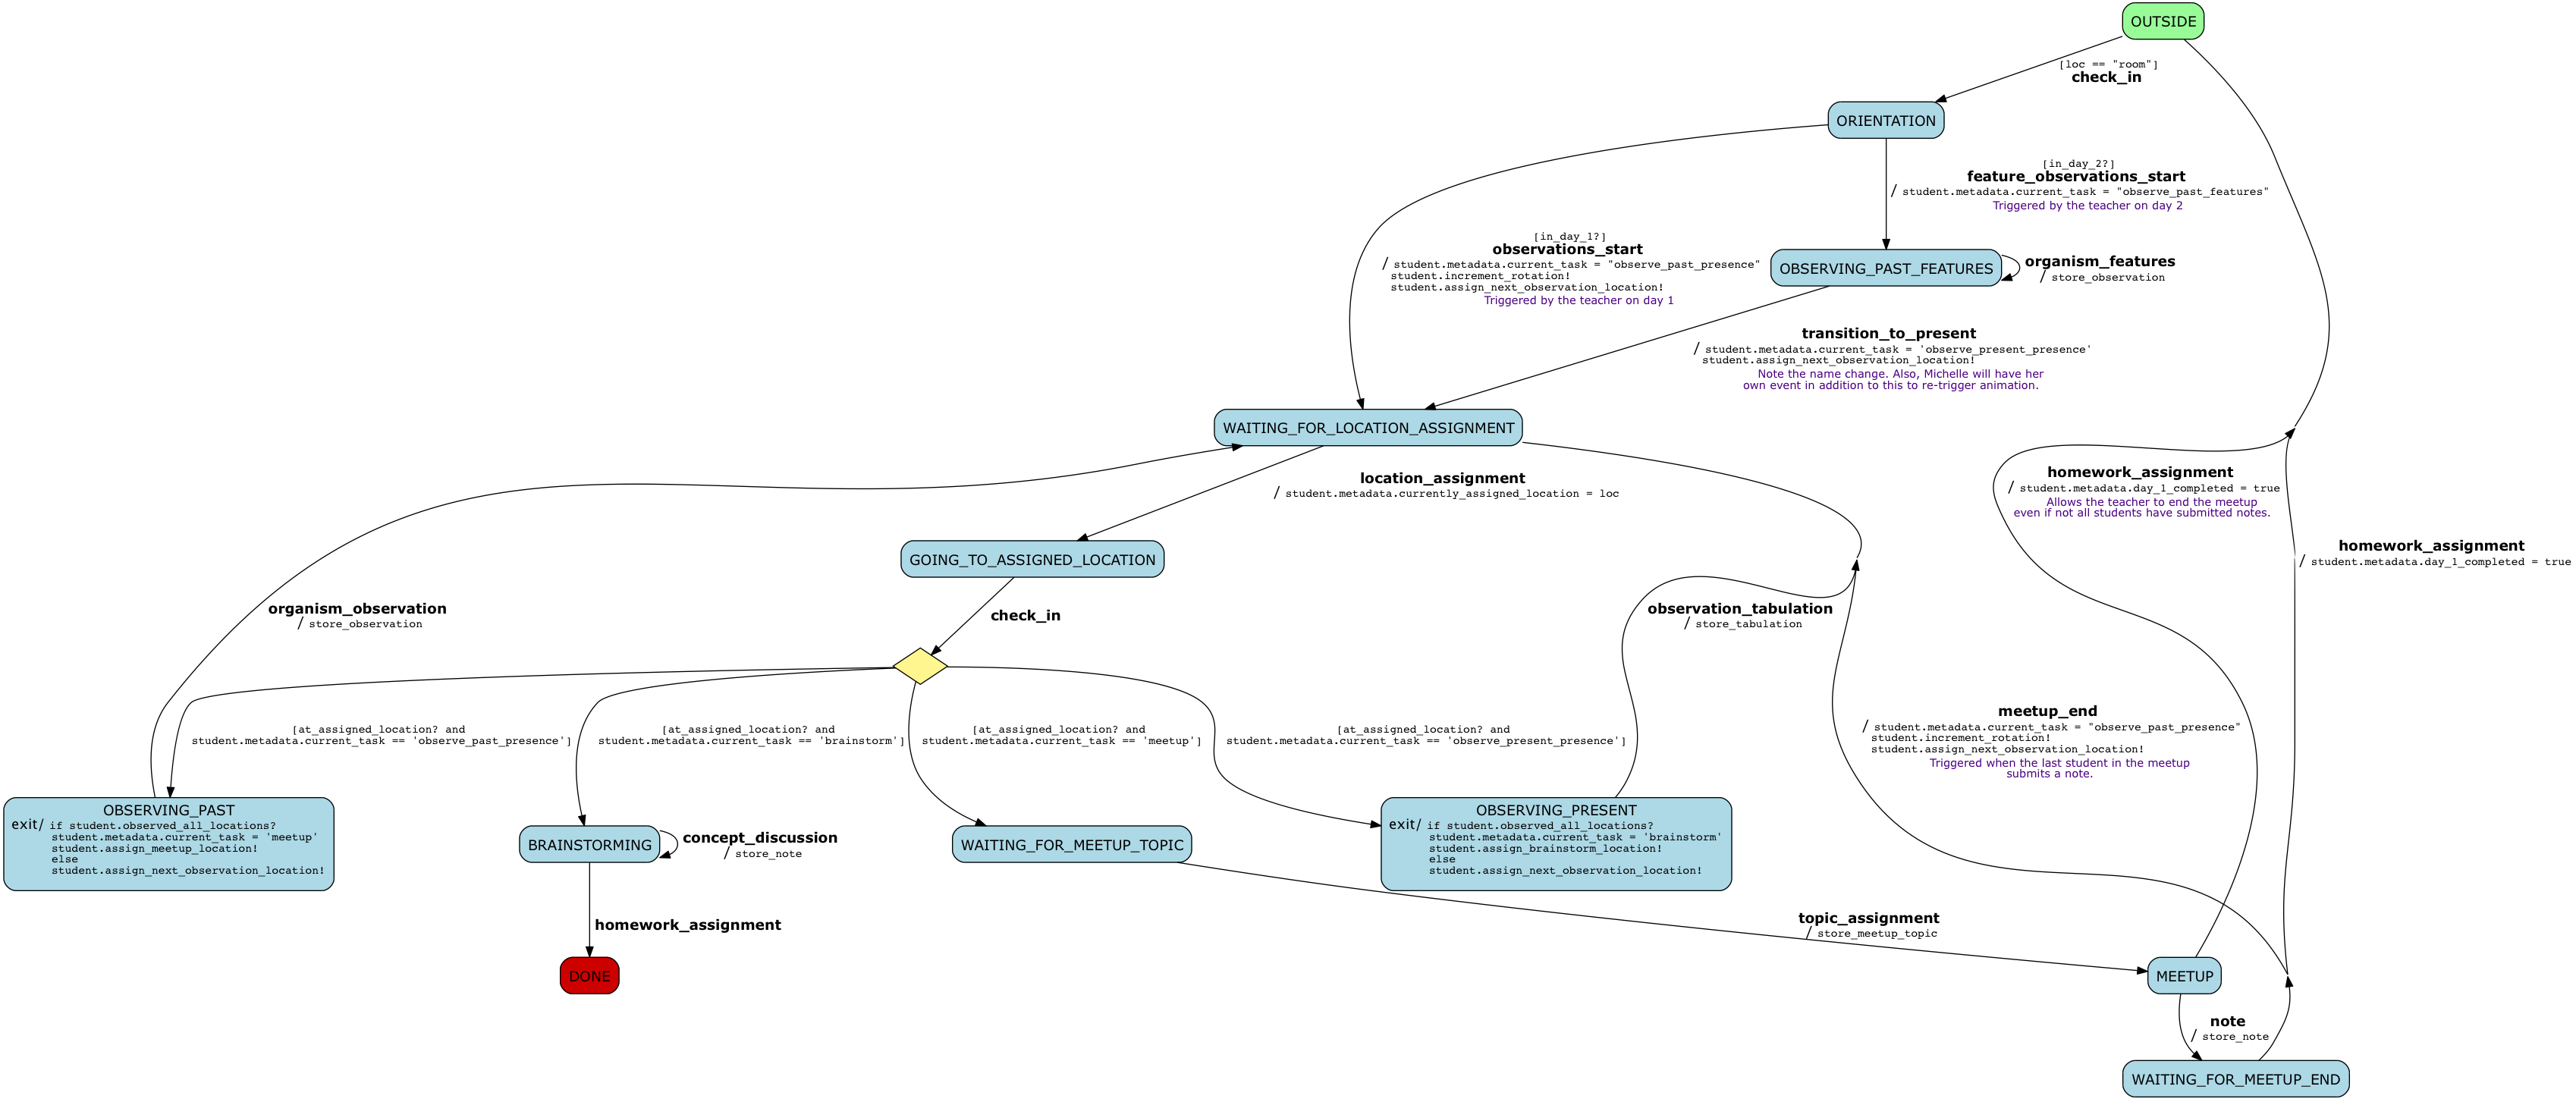 OUTSIDE
[loc == "room"]
check_in
ORIENTATION
[in_day_2?]
feature_observations_start
/ student.metadata.current_task = "observe_past_features"
Triggered by the teacher on day 2
[in_day_1?]
observations_start
/ student.metadata.current_task = "observe_past_presence"
student.increment_rotation!
student.assign_next_observation_location!
Triggered by the teacher on day 1
OBSERVING_PAST_FEATURES
organism_features
/ store_observation
transition_to_present
/ student.metadata.current_task = 'observe_present_presence'
student.assign_next_observation_location!
Note the name change. Also, Michelle will have her
own event in addition to this to re-trigger animation.
WAITING_FOR_LOCATION_ASSIGNMENT
location_assignment
/ student.metadata.currently_assigned_location = loc
homework_assignment
/ student.metadata.day_1_completed = true
Allows the teacher to end the meetup
even if not all students have submitted notes.
homework_assignment
/ student.metadata.day_1_completed = true
GOING_TO_ASSIGNED_LOCATION
organism_observation
/ store_observation
check_in
observation_tabulation
/ store_tabulation
[at_assigned_location? and
student.metadata.current_task == 'observe_past_presence']
[at_assigned_location? and
student.metadata.current_task == 'brainstorm']
[at_assigned_location? and
student.metadata.current_task == 'meetup']
[at_assigned_location? and
student.metadata.current_task == 'observe_present_presence']
meetup_end
/ student.metadata.current_task = "observe_past_presence"
student.increment_rotation!
student.assign_next_observation_location!
Triggered when the last student in the meetup
submits a note.
OBSERVING_PAST
exit/ if student.observed_all_locations?
student.metadata.current_task = 'meetup'
student.assign_meetup_location!
else
student.assign_next_observation_location!
BRAINSTORMING
concept_discussion
/ store_note
WAITING_FOR_MEETUP_TOPIC
OBSERVING_PRESENT
exit/ if student.observed_all_locations?
student.metadata.current_task = 'brainstorm'
student.assign_brainstorm_location!
else
student.assign_next_observation_location!
homework_assignment
topic_assignment
/ store_meetup_topic
DONE
MEETUP
note
/ store_note
WAITING_FOR_MEETUP_END